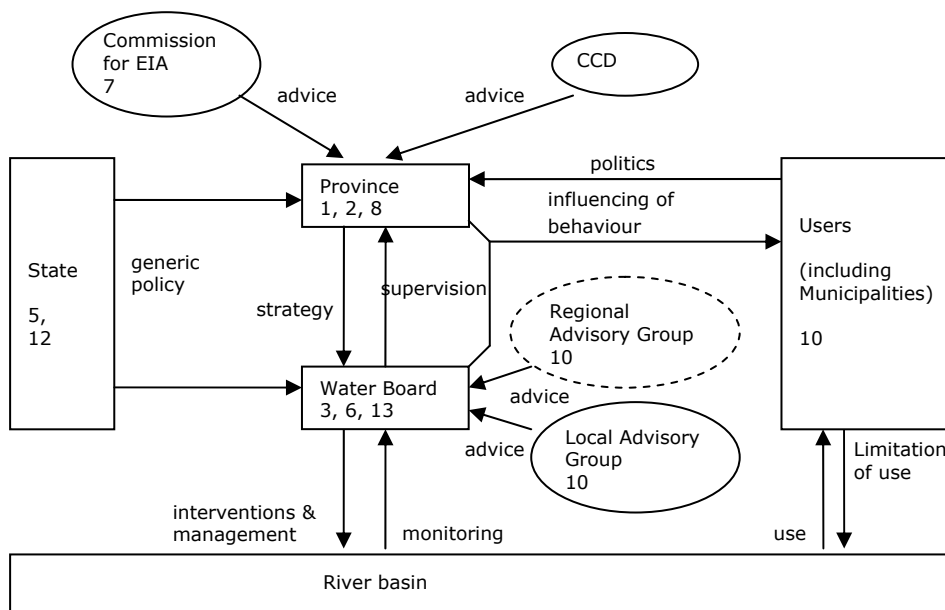 Commission
for EIA
7
CCD
advice
advice
politics
Province
1, 2, 8
influencing of
behaviour
Users
(including
Municipalities)
10
State
5,
12
generic
policy
strategy
supervision
Regional
Advisory Group
10
Water Board
3, 6, 13
advice
advice
Local Advisory
Group
10
Limitation
of use
interventions &
management
monitoring
use
River basin